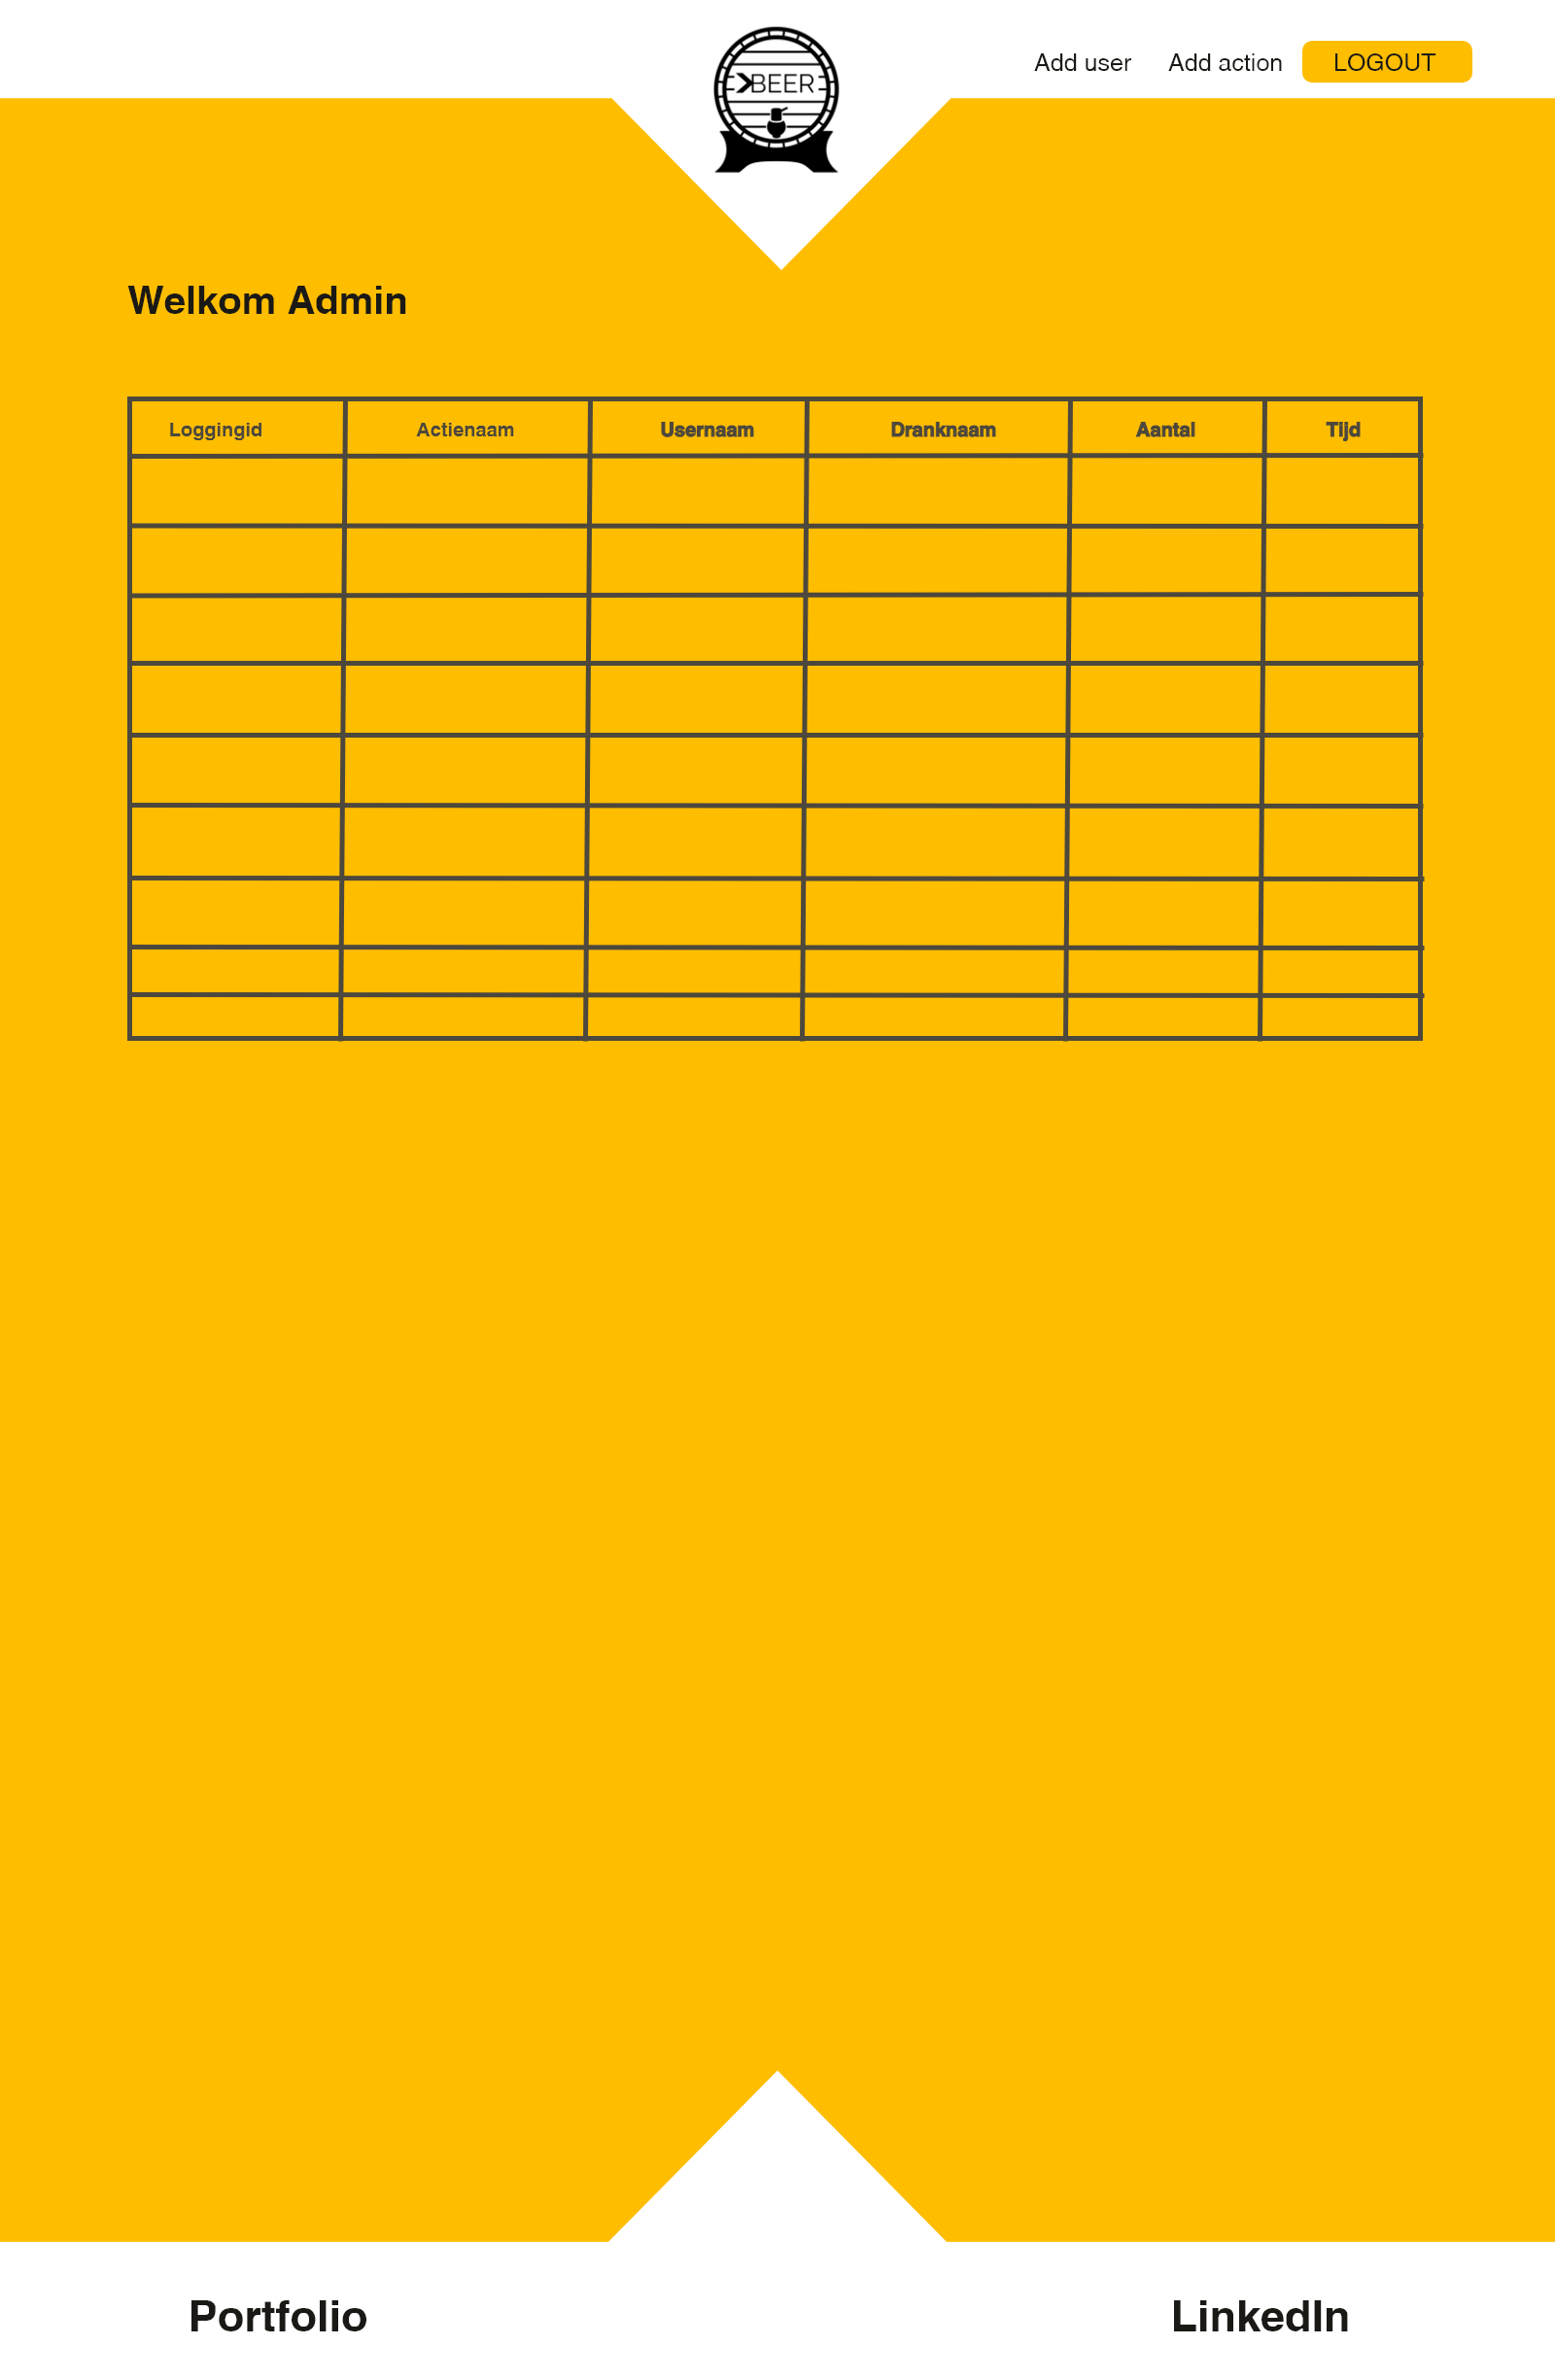 BEER
Add user Add action LOGOUT
Welkom Admin
Loggingid Actienaam Usernaam Dranknaam Aantal Tijd
Portfolio LinkedIn